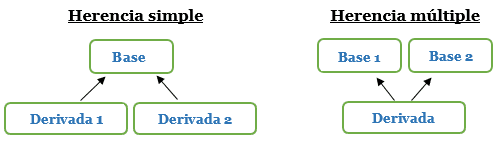 Herencia simple
Base
Derivada 1
Derivada 2
Herencia múltiple
Base 1
Base 2
Derivada